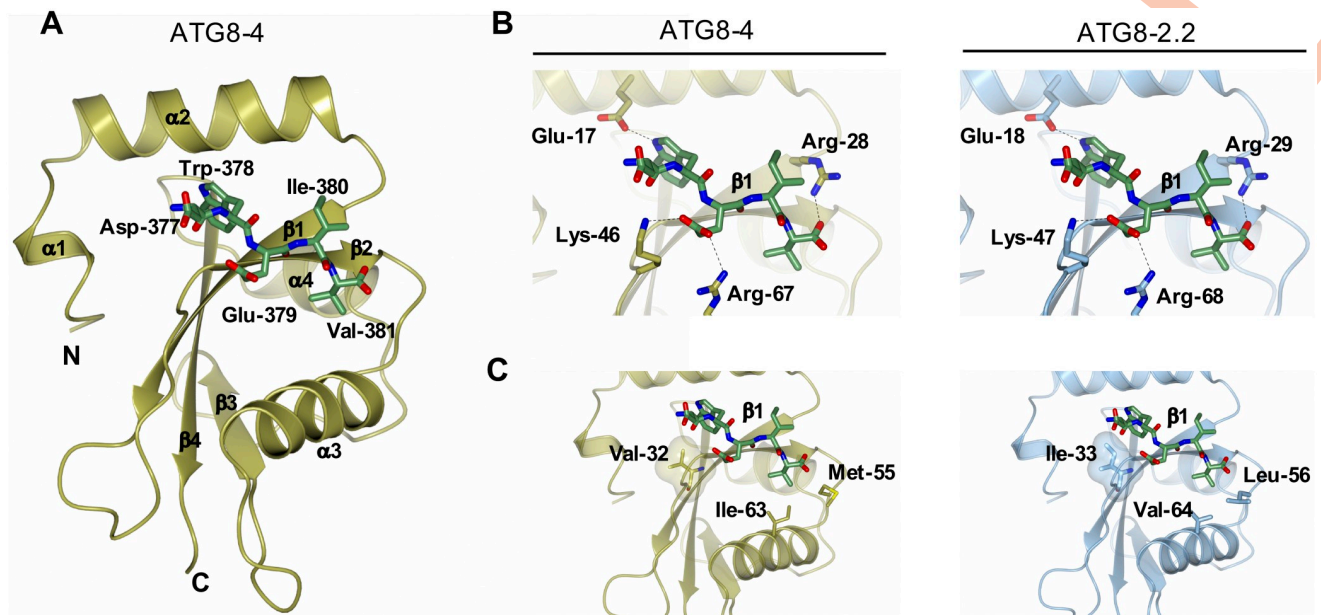 A
ATG8-4
α2
Trp-378
Ile-380
Asp-377
α1
β1
β2
α4
Glu-379
Val-381
N
β3
β4
α3
C
B
ATG8-4
Glu-17
Arg-28
β1
Lys-46
Arg-67
ATG8-2.2
Glu-18
Arg-29
β1
Lys-47
Arg-68
C
β1
Val-32
Met-55
Ile-63
β1
Ile-33
Leu-56
Val-64